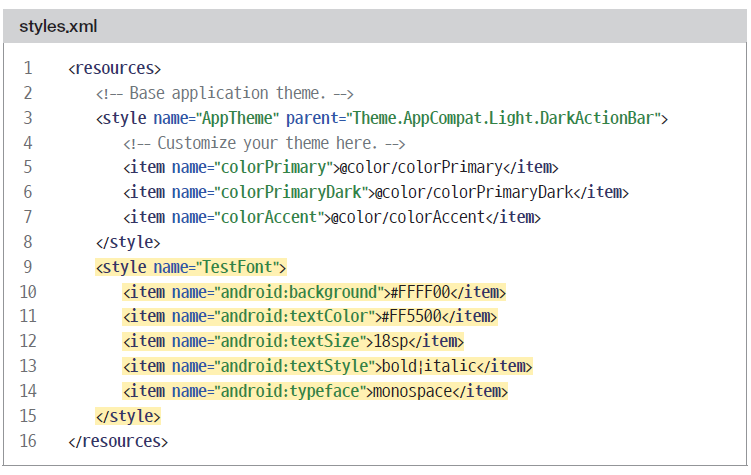 styles.xml
1 <resources>
2 <!-- Base application theme. -->
3 <style name="AppTheme" parent="Theme.AppCompat.Light.DarkActionBar">
4 <!-- Customize your theme here. -->
5 <item name="colorPrimary">@color/colorPrimary</item>
6 <item name="colorPrimaryDark">@color/colorPrimaryDark</item>
7 <item name="colorAccent">@color/colorAccent</item>
8 </style>
9 <style name="TestFont">
10 <item name="android:background">#FFFF00</item>
11 <item name="android:textColor">#FF5500</item>
12 <item name="android:textSize">18sp</item>
13 <item name="android:textStyle">bold|italic</item>
14 <item name="android:typeface">monospace</item>
15 </style>
16 </resources>